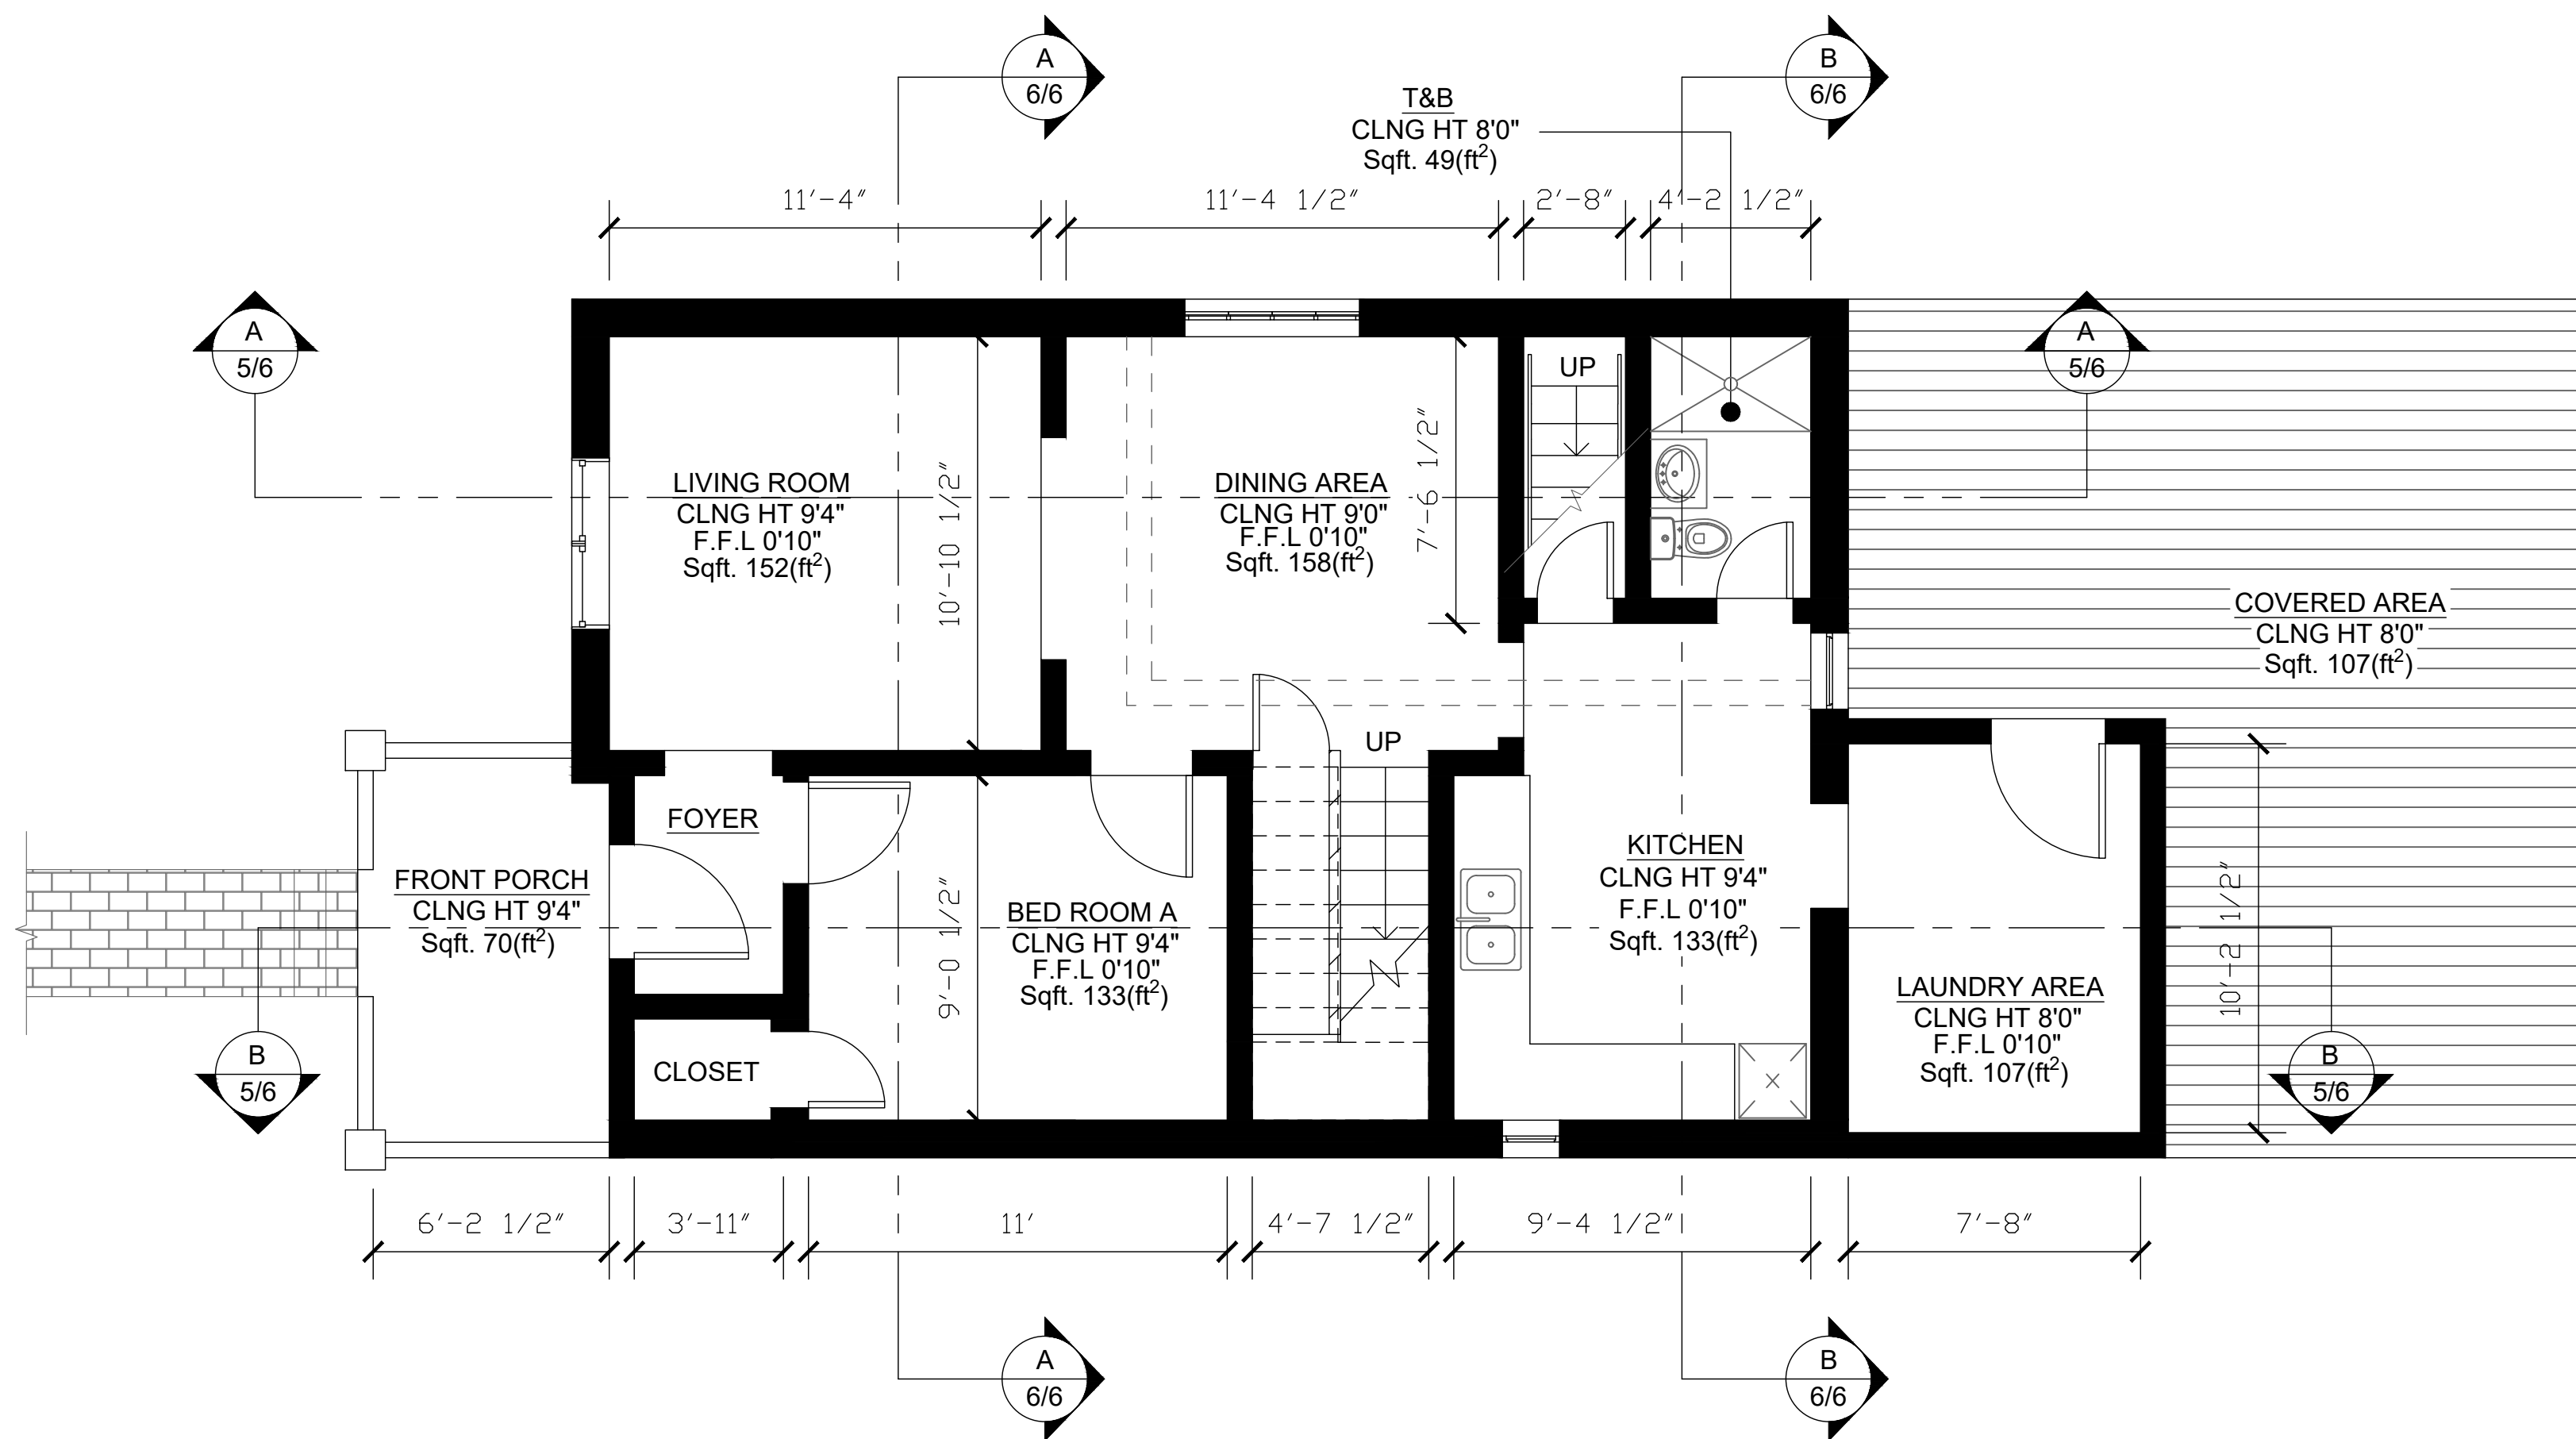 A
6/6
B
6/6
T&B
CLNG HT 8'0"
Sqft. 49(ft²)
11'-4"
11'-4 1/2"
2'-8"
4'-2 1/2"
A
5/6
A
5/6
UP
LIVING ROOM
CLNG HT 9'4"
F.F.L 0'10"
Sqft. 152(ft²)
10'-10 1/2"
DINING AREA
CLNG HT 9'0"
F.F.L 0'10"
Sqft. 158(ft²)
7'-6 1/2"
COVERED AREA
CLNG HT 8'0"
Sqft. 107(ft²)
UP
FOYER
FRONT PORCH
CLNG HT 9'4"
Sqft. 70(ft²)
9'-0 1/2"
BED ROOM A
CLNG HT 9'4"
F.F.L 0'10"
Sqft. 133(ft²)
KITCHEN
CLNG HT 9'4"
F.F.L 0'10"
Sqft. 133(ft²)
LAUNDRY AREA
CLNG HT 8'0"
F.F.L 0'10"
Sqft. 107(ft²)
10'-2 1/2"
CLOSET
B
5/6
B
5/6
6'-2 1/2"
3'-11"
11'
4'-7 1/2"
9'-4 1/2"
7'-8"
A
6/6
B
6/6